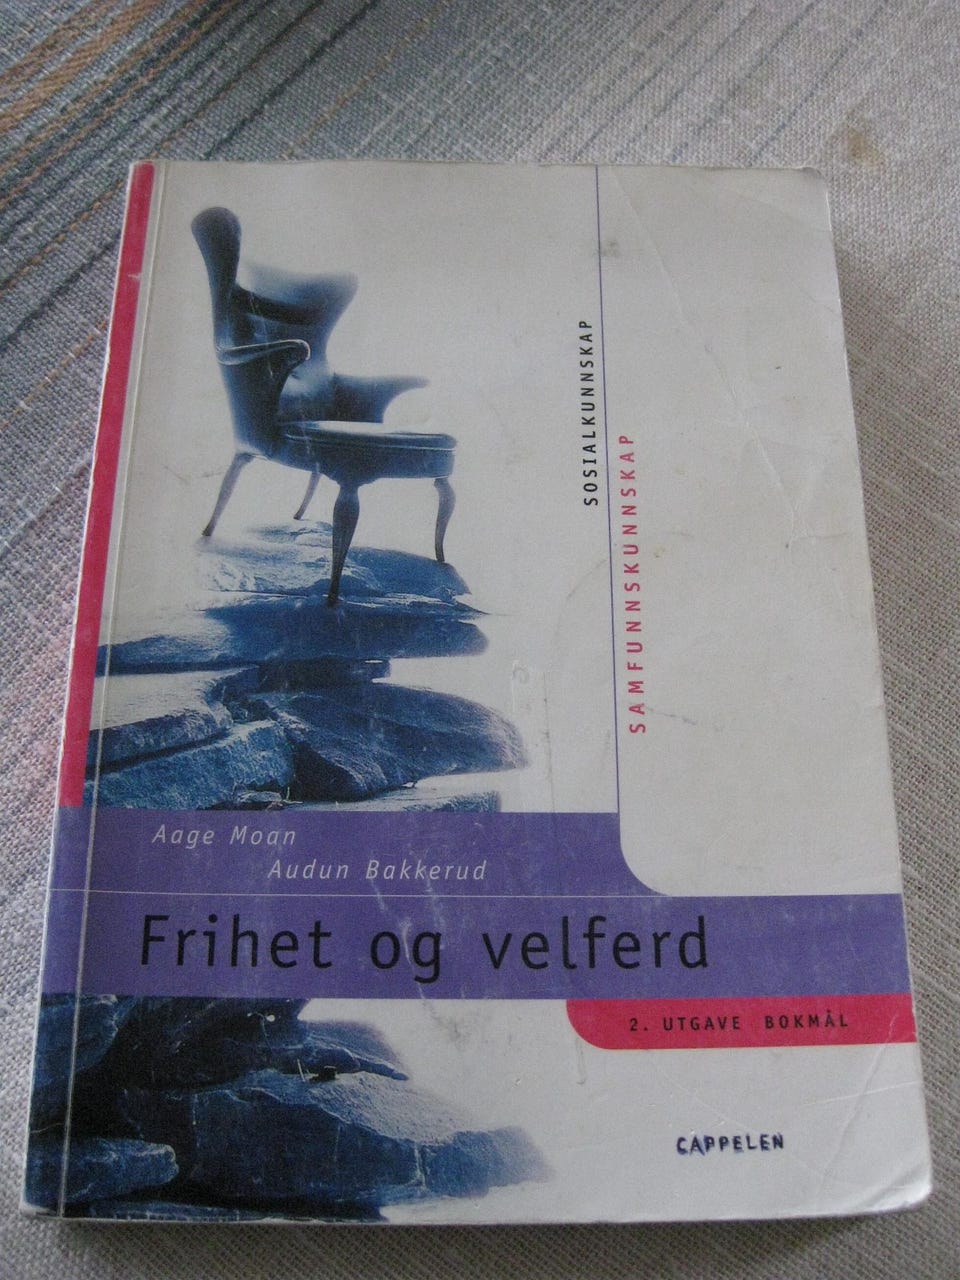 SOSIALKUNNSKAP
SAMFUNNSKUNNSKAP
Aage Moan
Audun Bakkerud
Frihet og velferd
2. UTGAVE BOKMÅL
CAPPELEN